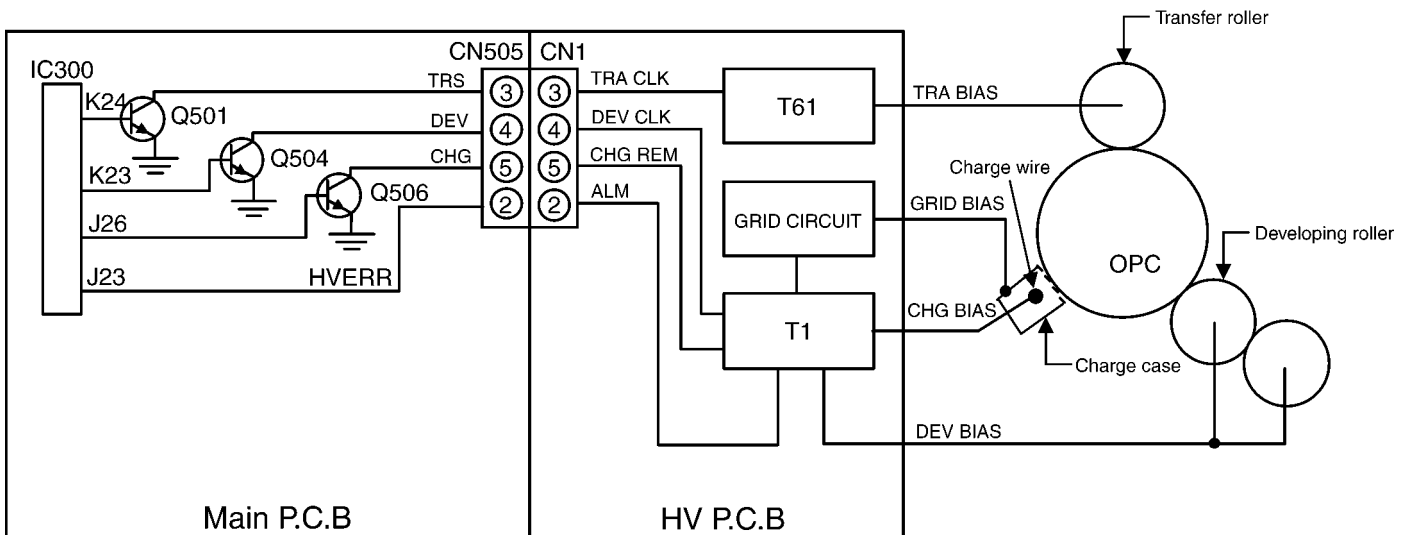 Transfer roller
CN505 CN1
IC300
K24
Q501
TRS
3
3
TRA CLK
T61
TRA BIAS
DEV
4
4
DEV CLK
K23
Q504
CHG
5
5
CHG REM
Charge wire
J26
Q506
2
2
ALM
GRID CIRCUIT
GRID BIAS
Developing roller
OPC
J23
HVERR
T1
CHG BIAS
Charge case
DEV BIAS
Main P.C.B
HV P.C.B